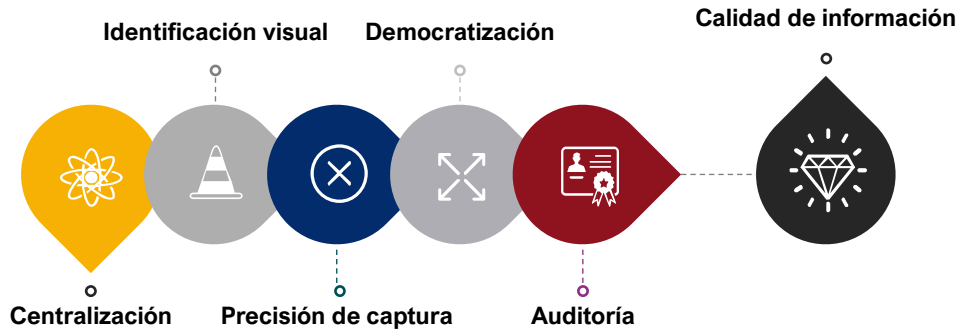 Calidad de información
Identificación visual
Democratización
Centralización
Precisión de captura
Auditoría